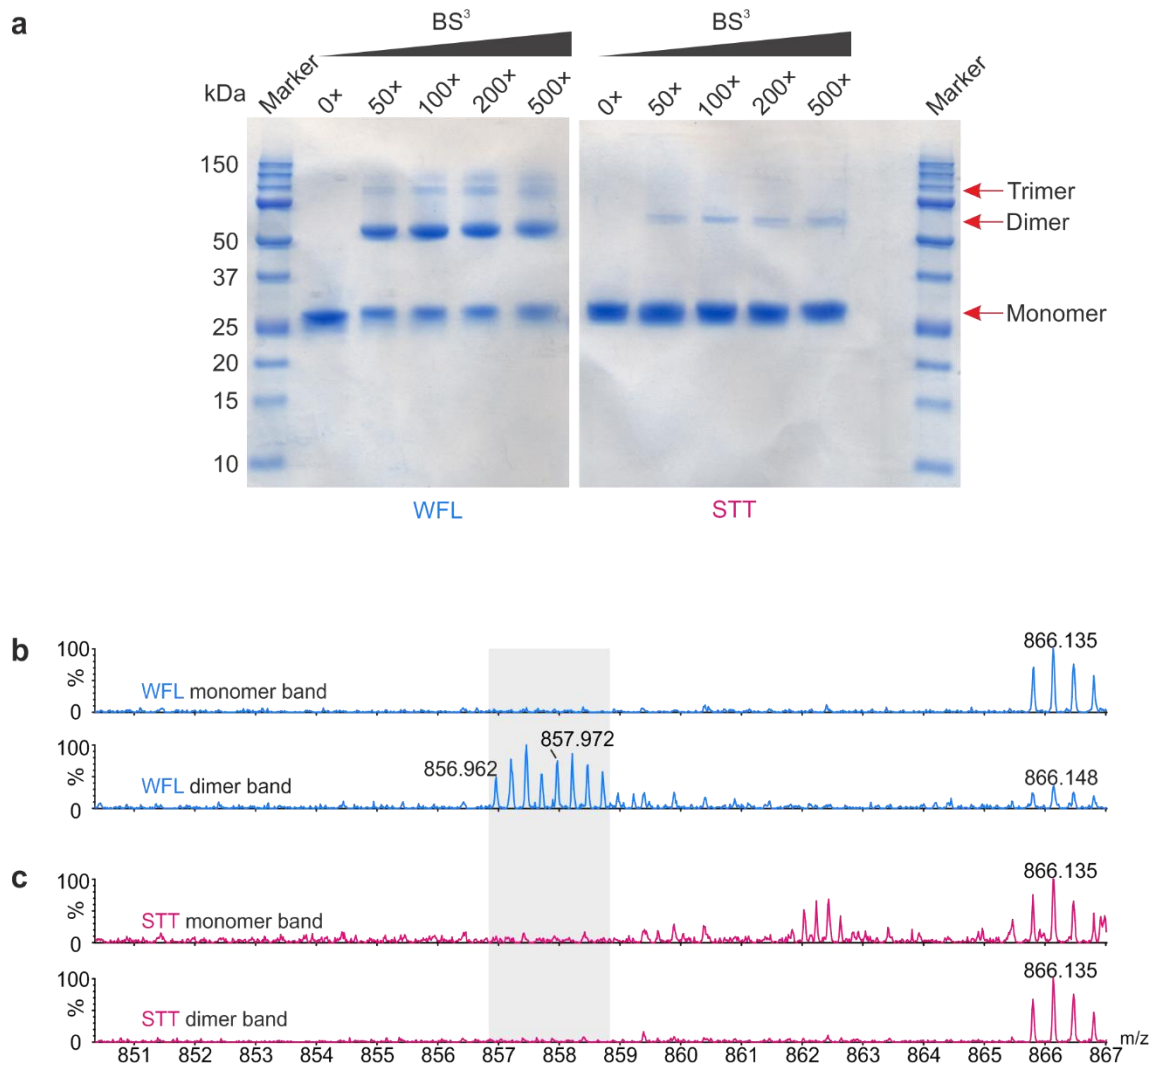 a
BS³ BS³
kDa Marker 0× 50× 100× 200× 500× 0× 50× 100× 200× 500× Marker
150
Trimer
Dimer
50
37
Monomer
25
20
15
10
WFL STT
b
100
%
0
WFL monomer band
866.135
100
%
0
WFL dimer band
856.962
857.972
866.148
c
100
%
0
STT monomer band
866.135
100
%
0
STT dimer band
866.135
851 852 853 854 855 856 857 858 859 860 861 862 863 864 865 866 867 m/z